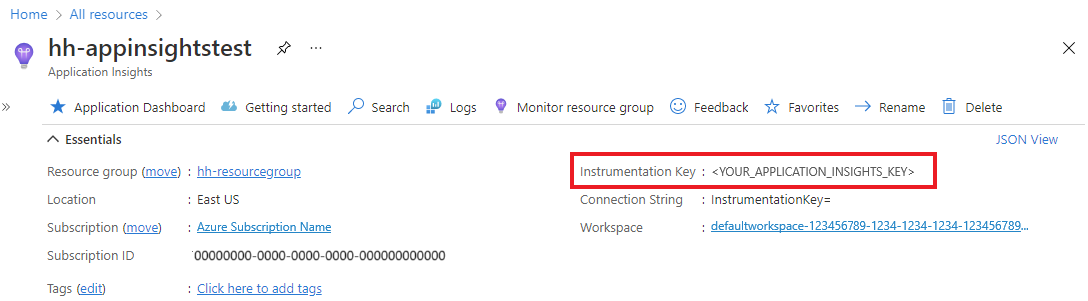 Home > All resources >
hh-appinsightstest ...
Application Insights
» Application Dashboard Getting started Search Logs Monitor resource group Feedback Favorites Rename Delete
Essentials JSON View
Resource group (move) : hh-resourcegroup
Location : East US
Subscription (move) : Azure Subscription Name
Subscription ID 00000000-0000-0000-0000-000000000000
Tags (edit) : Click here to add tags
Instrumentation Key : <YOUR_APPLICATION_INSIGHTS_KEY>
Connection String : InstrumentationKey=
Workspace : defaultworkspace-123456789-1234-1234-1234-123456789...